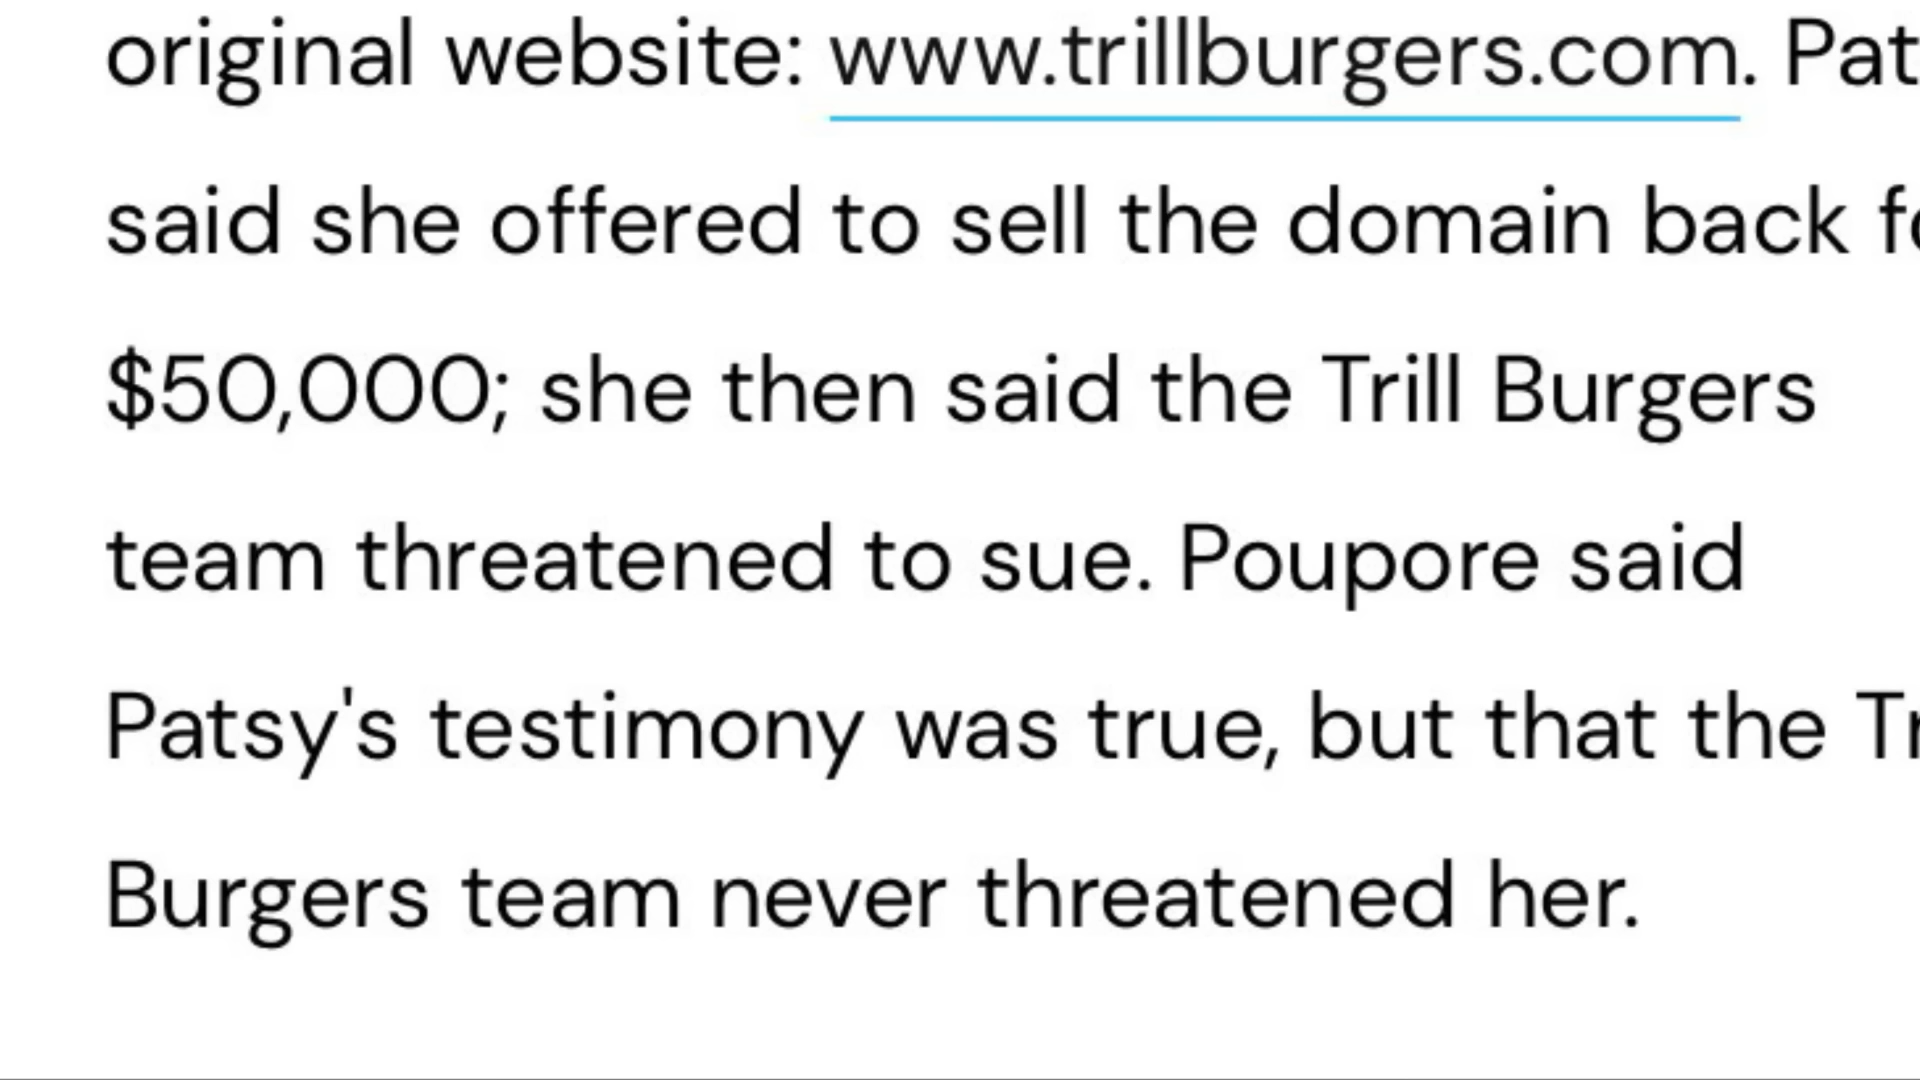 original website: www.trillburgers.com. Pat
said she offered to sell the domain back fo
$50,000; she then said the Trill Burgers
team threatened to sue. Poupore said
Patsy's testimony was true, but that the Tr
Burgers team never threatened her.